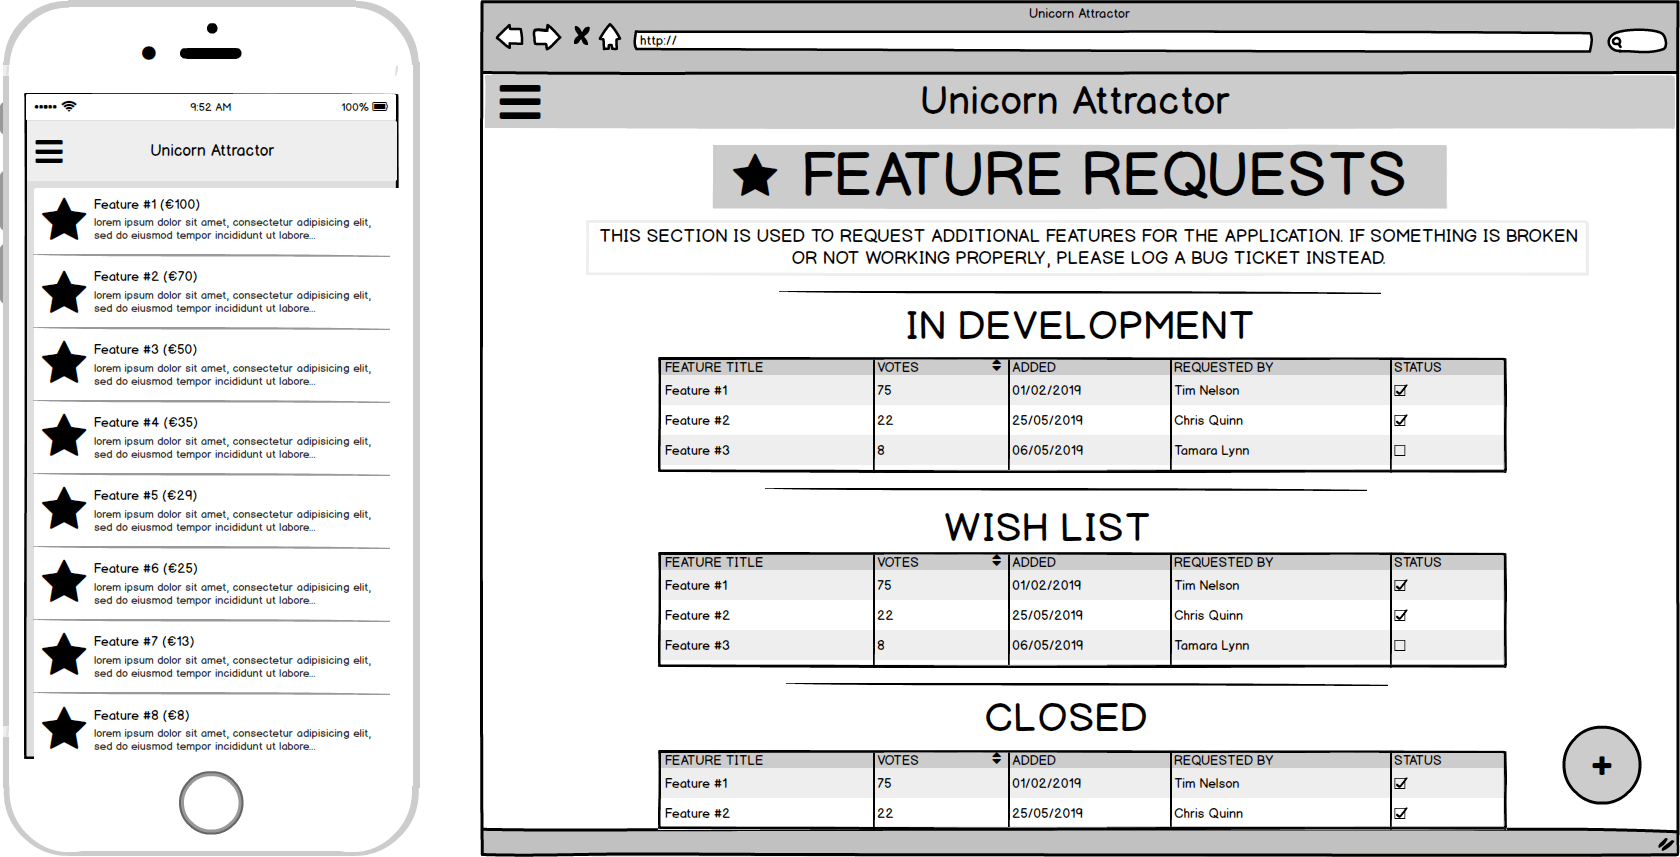 9:52 AM 100%
Unicorn Attractor
Feature #1 (€100)
lorem ipsum dolor sit amet, consectetur adipisicing elit,
sed do eiusmod tempor incididunt ut labore...
Feature #2 (€70)
lorem ipsum dolor sit amet, consectetur adipisicing elit,
sed do eiusmod tempor incididunt ut labore...
Feature #3 (€50)
lorem ipsum dolor sit amet, consectetur adipisicing elit,
sed do eiusmod tempor incididunt ut labore...
Feature #4 (€35)
lorem ipsum dolor sit amet, consectetur adipisicing elit,
sed do eiusmod tempor incididunt ut labore...
Feature #5 (€29)
lorem ipsum dolor sit amet, consectetur adipisicing elit,
sed do eiusmod tempor incididunt ut labore...
Feature #6 (€25)
lorem ipsum dolor sit amet, consectetur adipisicing elit,
sed do eiusmod tempor incididunt ut labore...
Feature #7 (€13)
lorem ipsum dolor sit amet, consectetur adipisicing elit,
sed do eiusmod tempor incididunt ut labore...
Feature #8 (€8)
lorem ipsum dolor sit amet, consectetur adipisicing elit,
sed do eiusmod tempor incididunt ut labore...
Unicorn Attractor
http://
Unicorn Attractor
FEATURE REQUESTS
THIS SECTION IS USED TO REQUEST ADDITIONAL FEATURES FOR THE APPLICATION. IF SOMETHING IS BROKEN
OR NOT WORKING PROPERLY, PLEASE LOG A BUG TICKET INSTEAD.
IN DEVELOPMENT
FEATURE TITLE VOTES ADDED REQUESTED BY STATUS
Feature #1 75 01/02/2019 Tim Nelson
Feature #2 22 25/05/2019 Chris Quinn
Feature #3 8 06/05/2019 Tamara Lynn
WISH LIST
FEATURE TITLE VOTES ADDED REQUESTED BY STATUS
Feature #1 75 01/02/2019 Tim Nelson
Feature #2 22 25/05/2019 Chris Quinn
Feature #3 8 06/05/2019 Tamara Lynn
CLOSED
FEATURE TITLE VOTES ADDED REQUESTED BY STATUS
Feature #1 75 01/02/2019 Tim Nelson
Feature #2 22 25/05/2019 Chris Quinn
+